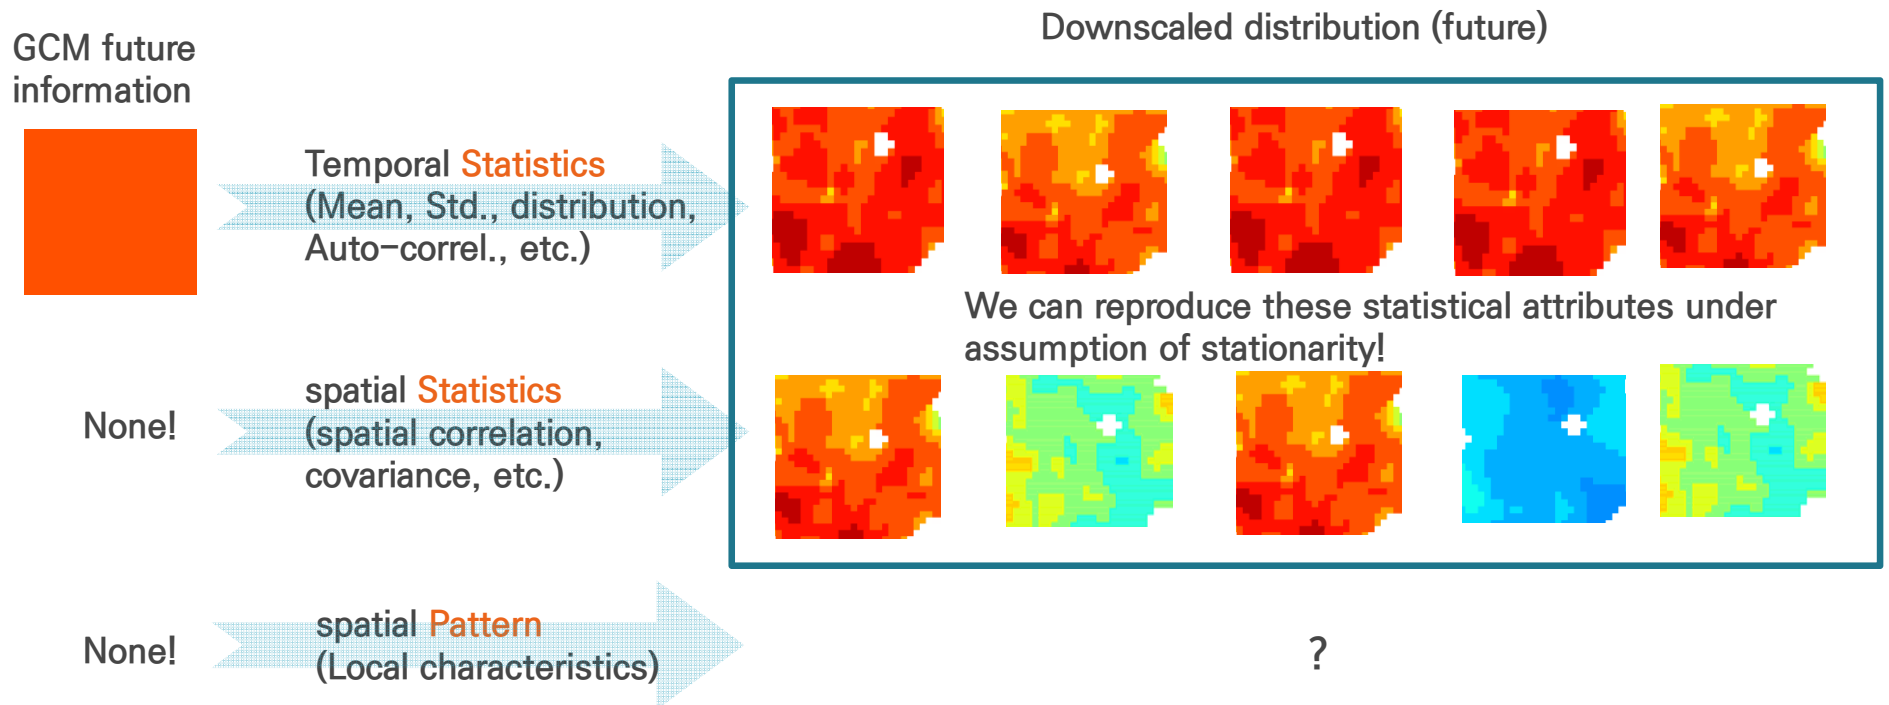 Downscaled distribution (future)
GCM future
information
Temporal Statistics
(Mean, Std., distribution,
Auto-correl., etc.)
We can reproduce these statistical attributes under
assumption of stationarity!
None!
spatial Statistics
(spatial correlation,
covariance, etc.)
None!
spatial Pattern
(Local characteristics)
?